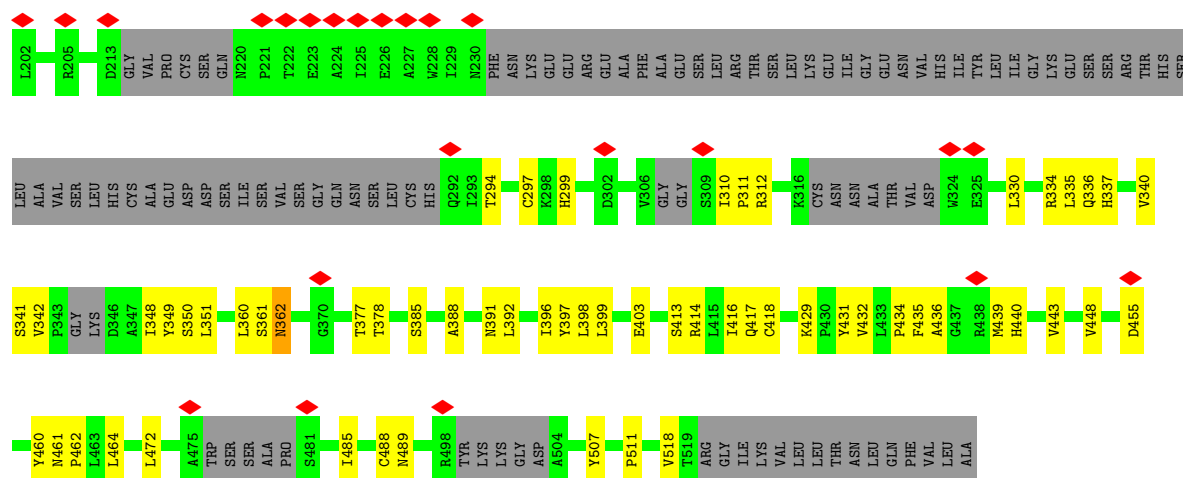 L202 R205 D213 GLY VAL PRO CYS SER GLN N220 P221 T222 E223 A224 I225 E226 A227 W228 I229 N230 PHE ASN LYS GLU GLU ARG GLU ALA PHE ALA GLU SER LEU ARG THR SER LEU LYS GLU ILE GLY GLU ASN VAL HIS ILE TYR LEU ILE GLY LYS GLU SER SER ARG THR HIS SER
LEU ALA VAL SER LEU HIS CYS ALA GLU ASP ASP SER ILE SER VAL SER GLY GLN ASN SER LEU CYS HIS Q292 I293 T294 C297 K298 H299 D302 V306 GLY GLY S309 I310 P311 R312 K316 CYS ASN ASN ALA THR VAL ASP W324 E325 L330 R334 L335 Q336 H337 V340
S341 V342 P343 GLY LYS D346 A347 I348 Y349 S350 L351 L360 S361 N362 G370 T377 T378 S385 A388 N391 L392 I396 Y397 L398 L399 E403 S413 R414 L415 I416 Q417 C418 K429 P430 Y431 V432 L433 P434 F435 A436 G437 R438 M439 H440 V443 V448 D455
Y460 N461 P462 L463 L464 L472 A475 TRP SER SER ALA PRO S481 I485 C488 N489 R498 TYR LYS LYS GLY ASP A504 Y507 P511 V518 T519 ARG GLY ILE LYS VAL LEU LEU THR ASN LEU GLN PHE VAL LEU ALA